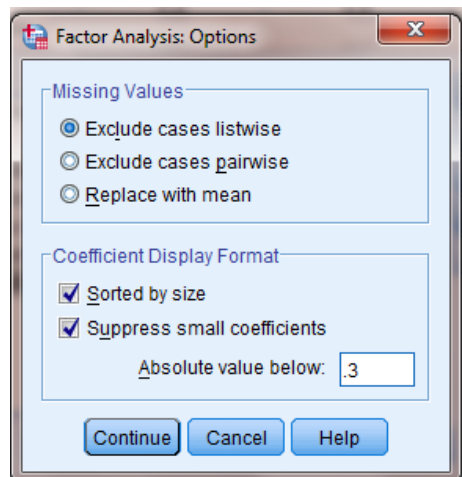 Factor Analysis: Options
Missing Values
Exclude cases listwise
Exclude cases pairwise
Replace with mean
Coefficient Display Format
Sorted by size
Suppress small coefficients
Absolute value below: .3
Continue Cancel Help